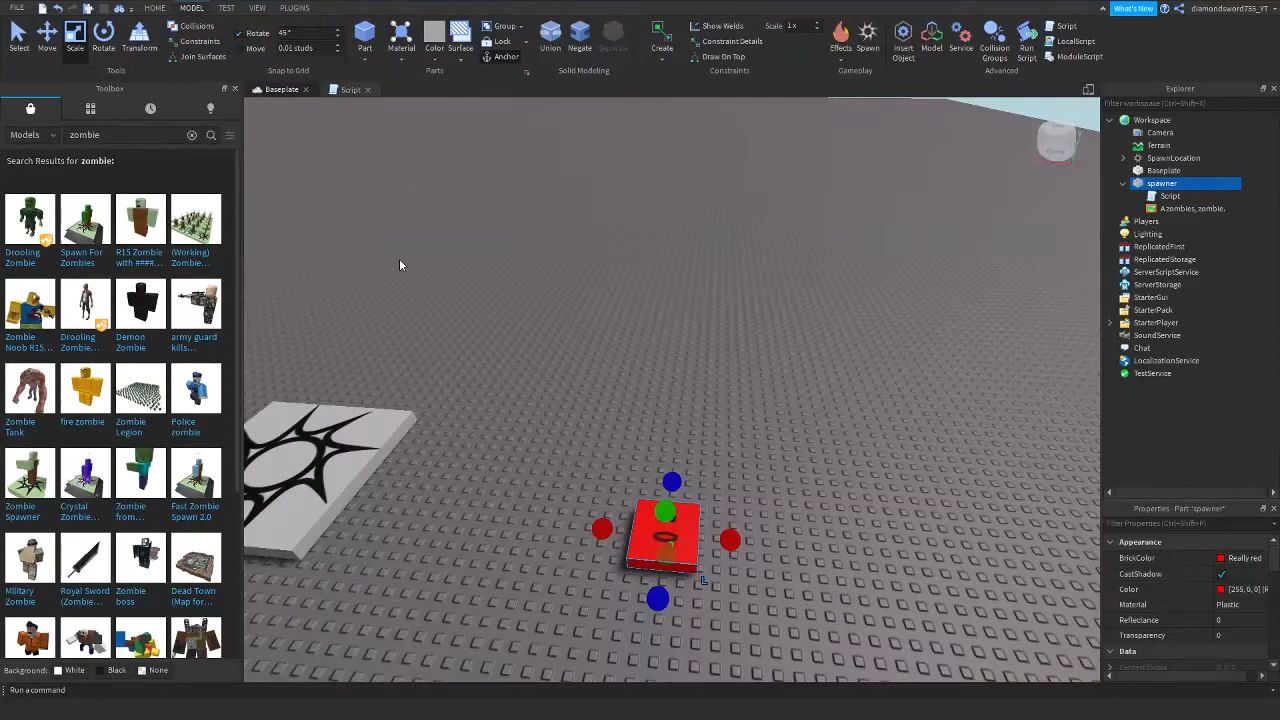 FILE
HOME MODEL TEST VIEW PLUGINS
What's New diamondsword755_YT
Select Move Scale Rotate Transform
Collisions
Constraints
Join Surfaces
Tools
Rotate 45°
Move 0.01 studs
Snap to Grid
Part Material Color Surface
Group
Lock
Anchor
Parts
Union Negate Separate
Solid Modeling
Create
Show Welds
Constraint Details
Draw On Top
Scale 1x
Constraints
Effects Spawn
Gameplay
Insert Object
Model Service
Collision Groups
Run Script
Script
LocalScript
ModuleScript
Advanced
Toolbox
Baseplate Script
Models zombie
Search Results for zombie:
Drooling Zombie
Spawn For Zombies
R15 Zombie with ####...
(Working) Zombie...
Zombie Noob R15...
Drooling Zombie...
Demon Zombie
army guard kills...
Zombie Tank
fire zombie
Zombie Legion
Police zombie
Zombie Spawner
Crystal Zombie...
Zombie from...
Fast Zombie Spawn 2.0
Military Zombie
Royal Sword (Zombie...
Zombie boss
Dead Town (Map for...
Background: White Black None
Run a command
Explorer
Filter workspace (Ctrl+Shift+X)
Workspace
Camera
Terrain
SpawnLocation
Baseplate
spawner
Script
A zombies, zombie.
Players
Lighting
ReplicatedFirst
ReplicatedStorage
ServerScriptService
ServerStorage
StarterGui
StarterPack
StarterPlayer
SoundService
Chat
LocalizationService
TestService
Properties - Part "spawner"
Filter Properties (Ctrl+Shift+P)
Appearance
BrickColor Really red
CastShadow
Color [255, 0, 0] (R
Material Plastic
Reflectance 0
Transparency 0
Data